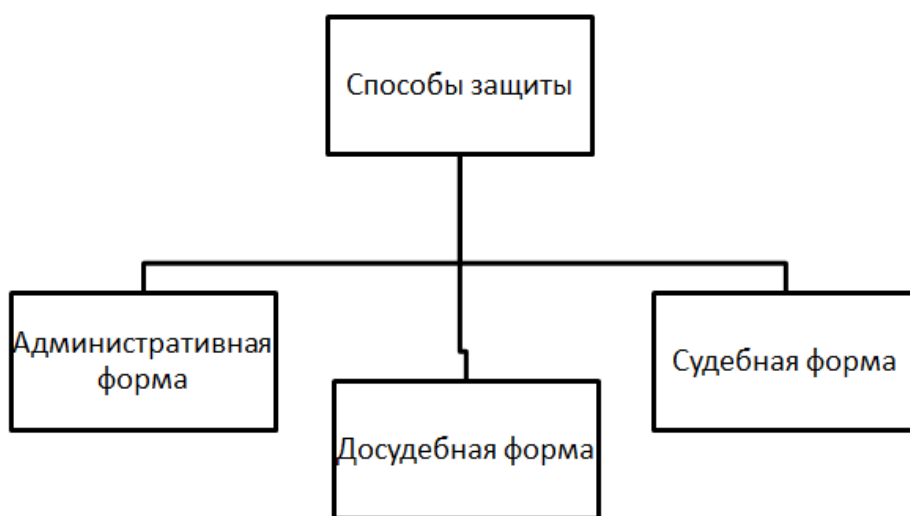 Способы защиты
Административная
форма
Досудебная форма
Судебная форма